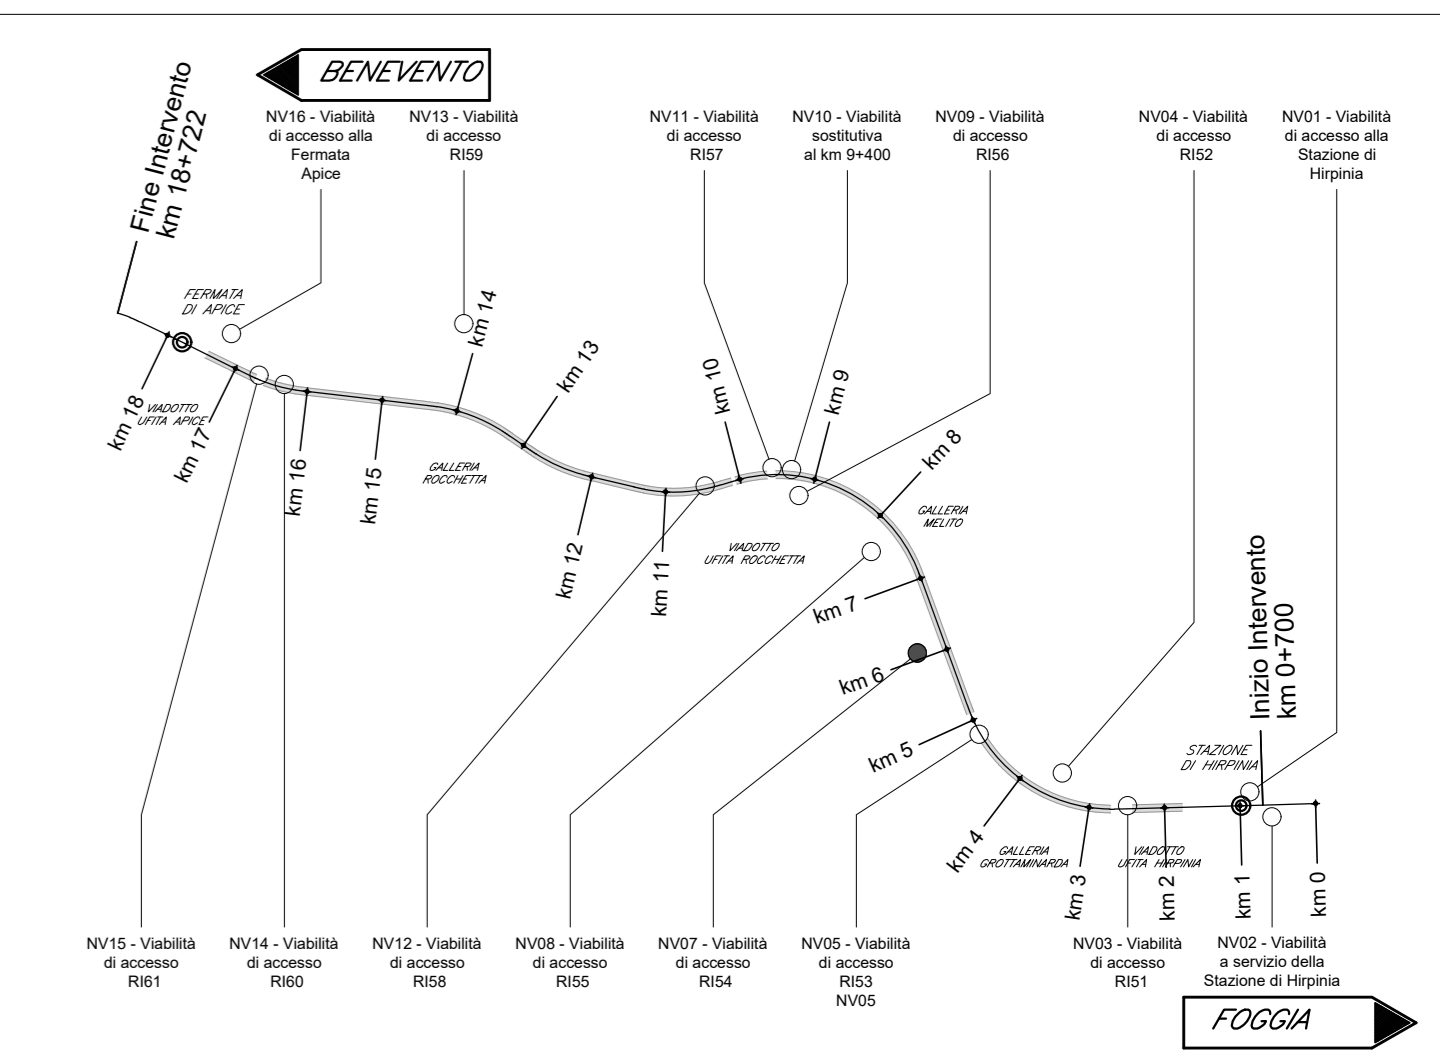 BENEVENTO
Fine Intervento
km 18+722
NV16 - Viabilità
di accesso alla
Fermata
Apice
NV13 - Viabilità
di accesso
RI59
NV11 - Viabilità
di accesso
RI57
NV10 - Viabilità
sostitutiva
al km 9+400
NV09 - Viabilità
di accesso
RI56
NV04 - Viabilità
di accesso
RI52
NV01 - Viabilità
di accesso alla
Stazione di
Hirpinia
FERMATA
DI APICE
km 18
VIADOTTO
UFITA APICE
km 17
km 16
km 15
km 14
GALLERIA
ROCCHETTA
km 13
km 12
km 11
km 10
VIADOTTO
UFITA ROCCHETTA
km 9
km 8
GALLERIA
MELITO
km 7
km 6
km 5
km 4
GALLERIA
GROTTAMINARDA
km 3
VIADOTTO
UFITA HIRPINIA
km 2
STAZIONE
DI HIRPINIA
km 1
km 0
Inizio Intervento
km 0+700
NV15 - Viabilità
di accesso
RI61
NV14 - Viabilità
di accesso
RI60
NV12 - Viabilità
di accesso
RI58
NV08 - Viabilità
di accesso
RI55
NV07 - Viabilità
di accesso
RI54
NV05 - Viabilità
di accesso
RI53
NV05
NV03 - Viabilità
di accesso
RI51
NV02 - Viabilità
a servizio della
Stazione di Hirpinia
FOGGIA